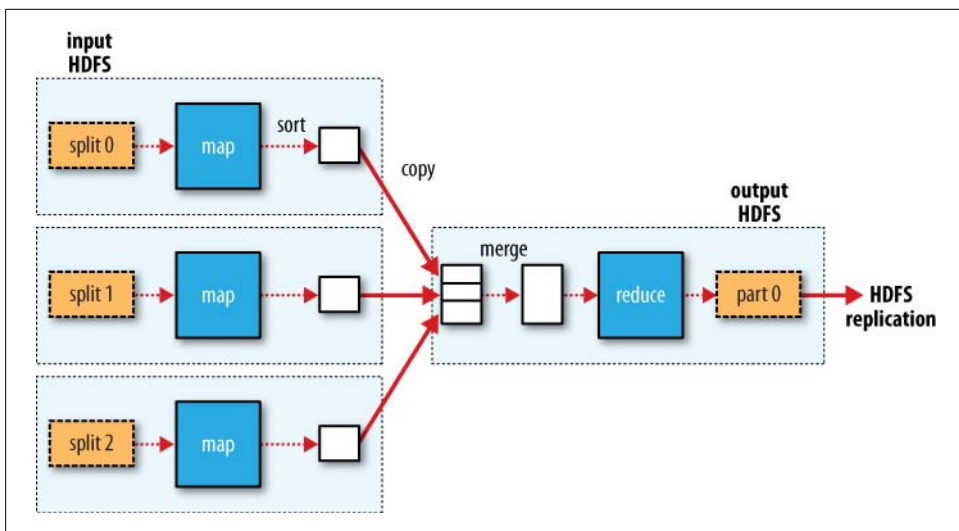 input
HDFS
split 0
map
sort
copy
split 1
map
split 2
map
merge
reduce
output
HDFS
part 0
HDFS
replication